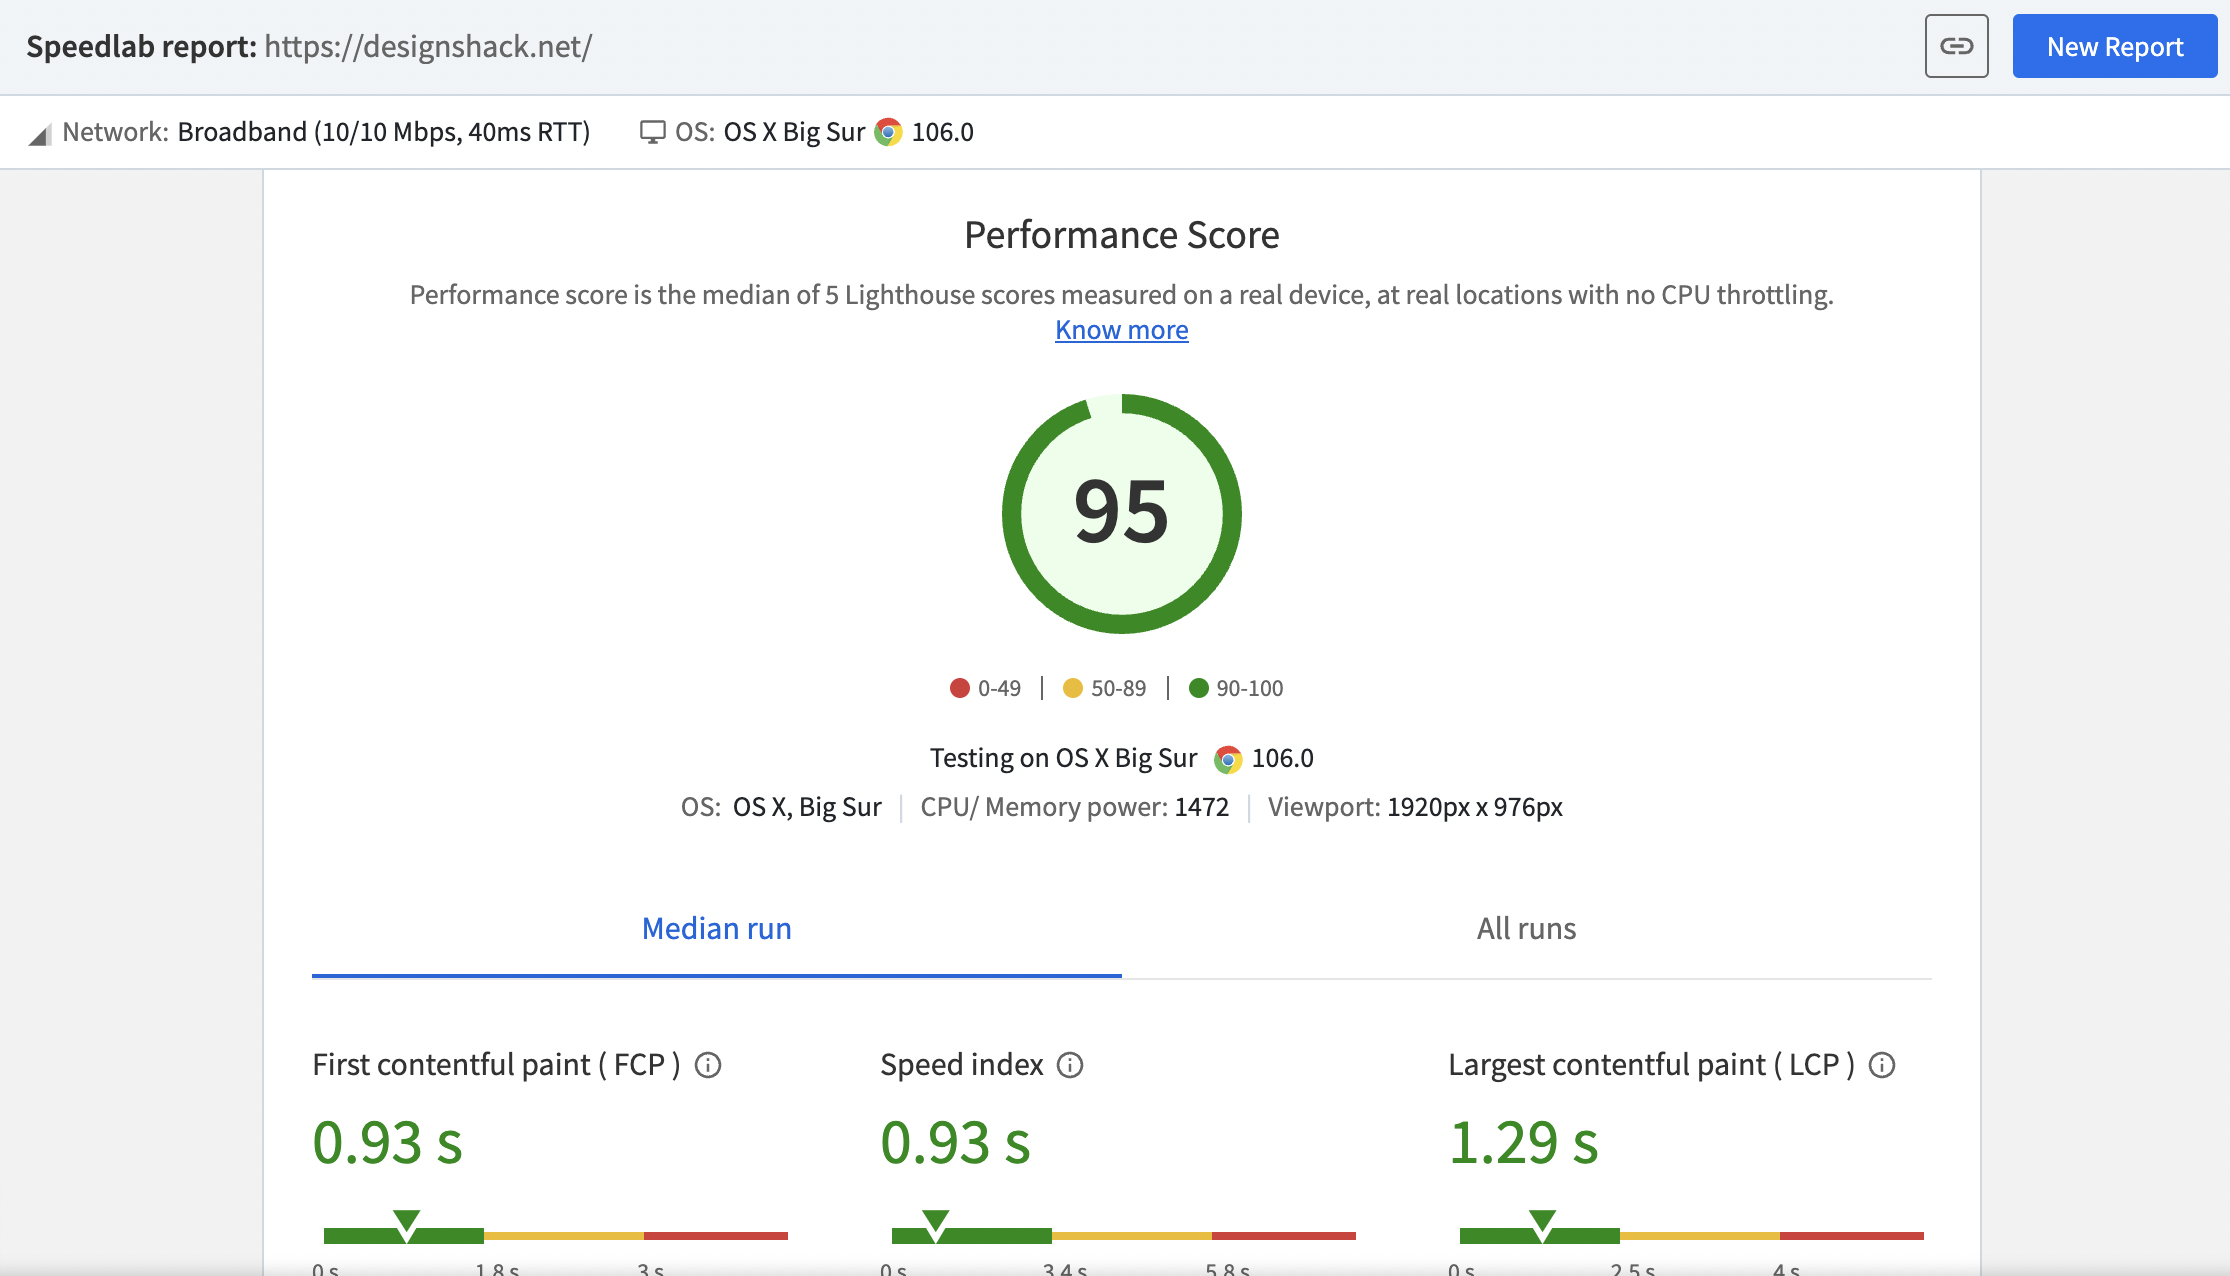 Speedlab report: https://designshack.net/
New Report
Network: Broadband (10/10 Mbps, 40ms RTT) OS: OS X Big Sur 106.0
Performance Score
Performance score is the median of 5 Lighthouse scores measured on a real device, at real locations with no CPU throttling.
Know more
95
0-49 | 50-89 | 90-100
Testing on OS X Big Sur 106.0
OS: OS X, Big Sur | CPU/ Memory power: 1472 | Viewport: 1920px x 976px
Median run
All runs
First contentful paint ( FCP )
0.93 s
0 s 1.8 s 3 s
Speed index
0.93 s
0 s 3.4 s 5.8 s
Largest contentful paint ( LCP )
1.29 s
0 s 2.5 s 4 s